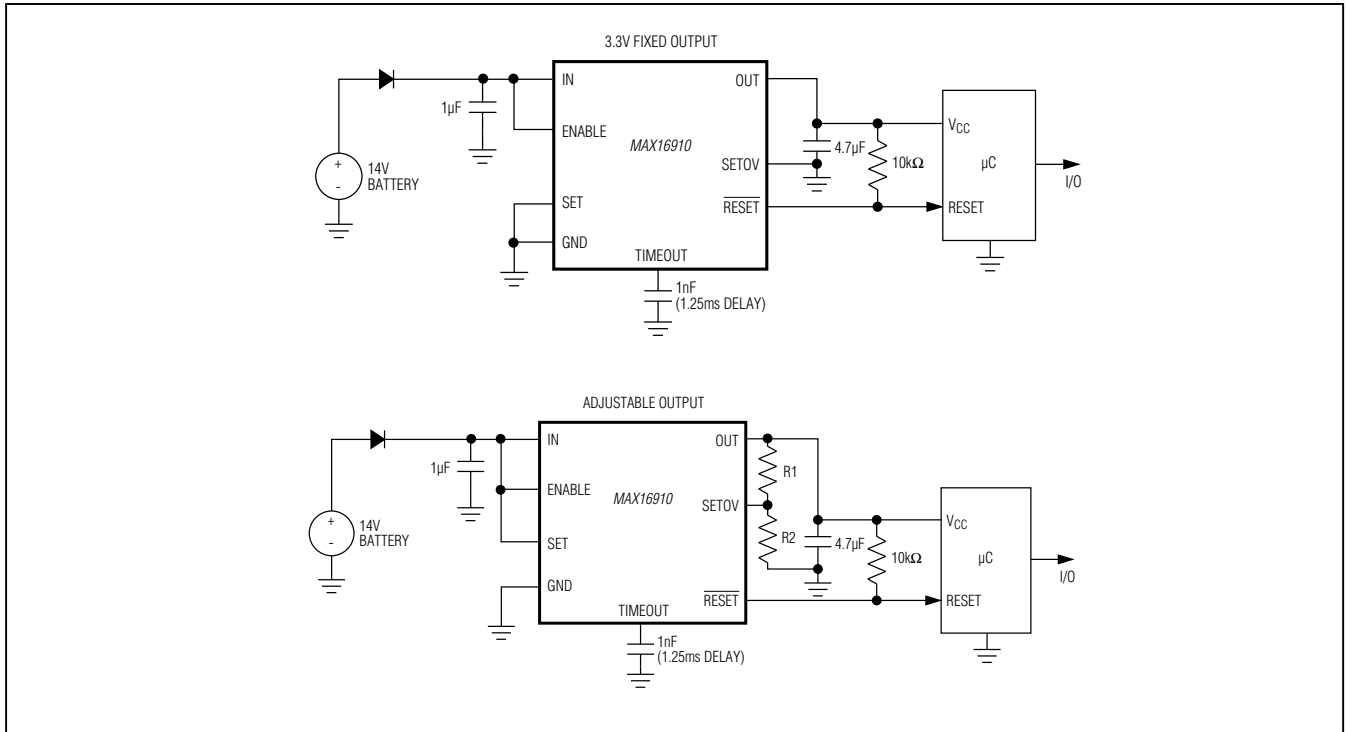 3.3V FIXED OUTPUT
IN
OUT
1µF
ENABLE
VCC
MAX16910
4.7µF
10kΩ
µC
+
-
14V
BATTERY
SETOV
I/O
SET
RESET
RESET
GND
TIMEOUT
1nF
(1.25ms DELAY)
ADJUSTABLE OUTPUT
IN
OUT
1µF
R1
ENABLE
MAX16910
SETOV
VCC
+
-
14V
BATTERY
R2
4.7µF
10kΩ
µC
SET
I/O
GND
RESET
RESET
TIMEOUT
1nF
(1.25ms DELAY)